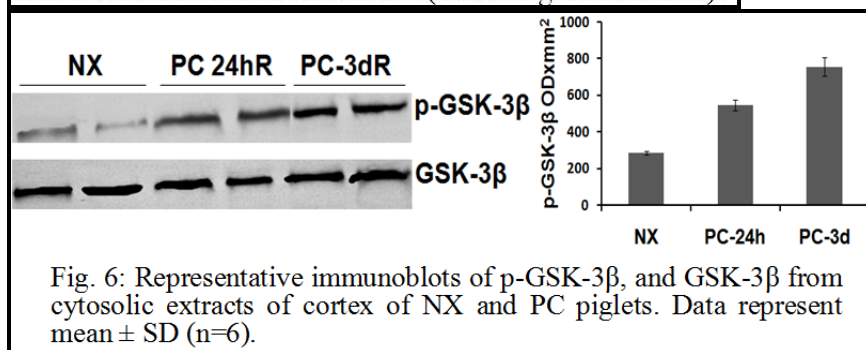 NX PC 24hR PC-3dR
p-GSK-3β
GSK-3β
p-GSK-3β ODxmm²
1000
800
600
400
200
0
NX PC-24h PC-3d
Fig. 6: Representative immunoblots of p-GSK-3β, and GSK-3β from
cytosolic extracts of cortex of NX and PC piglets. Data represent
mean ± SD (n=6).